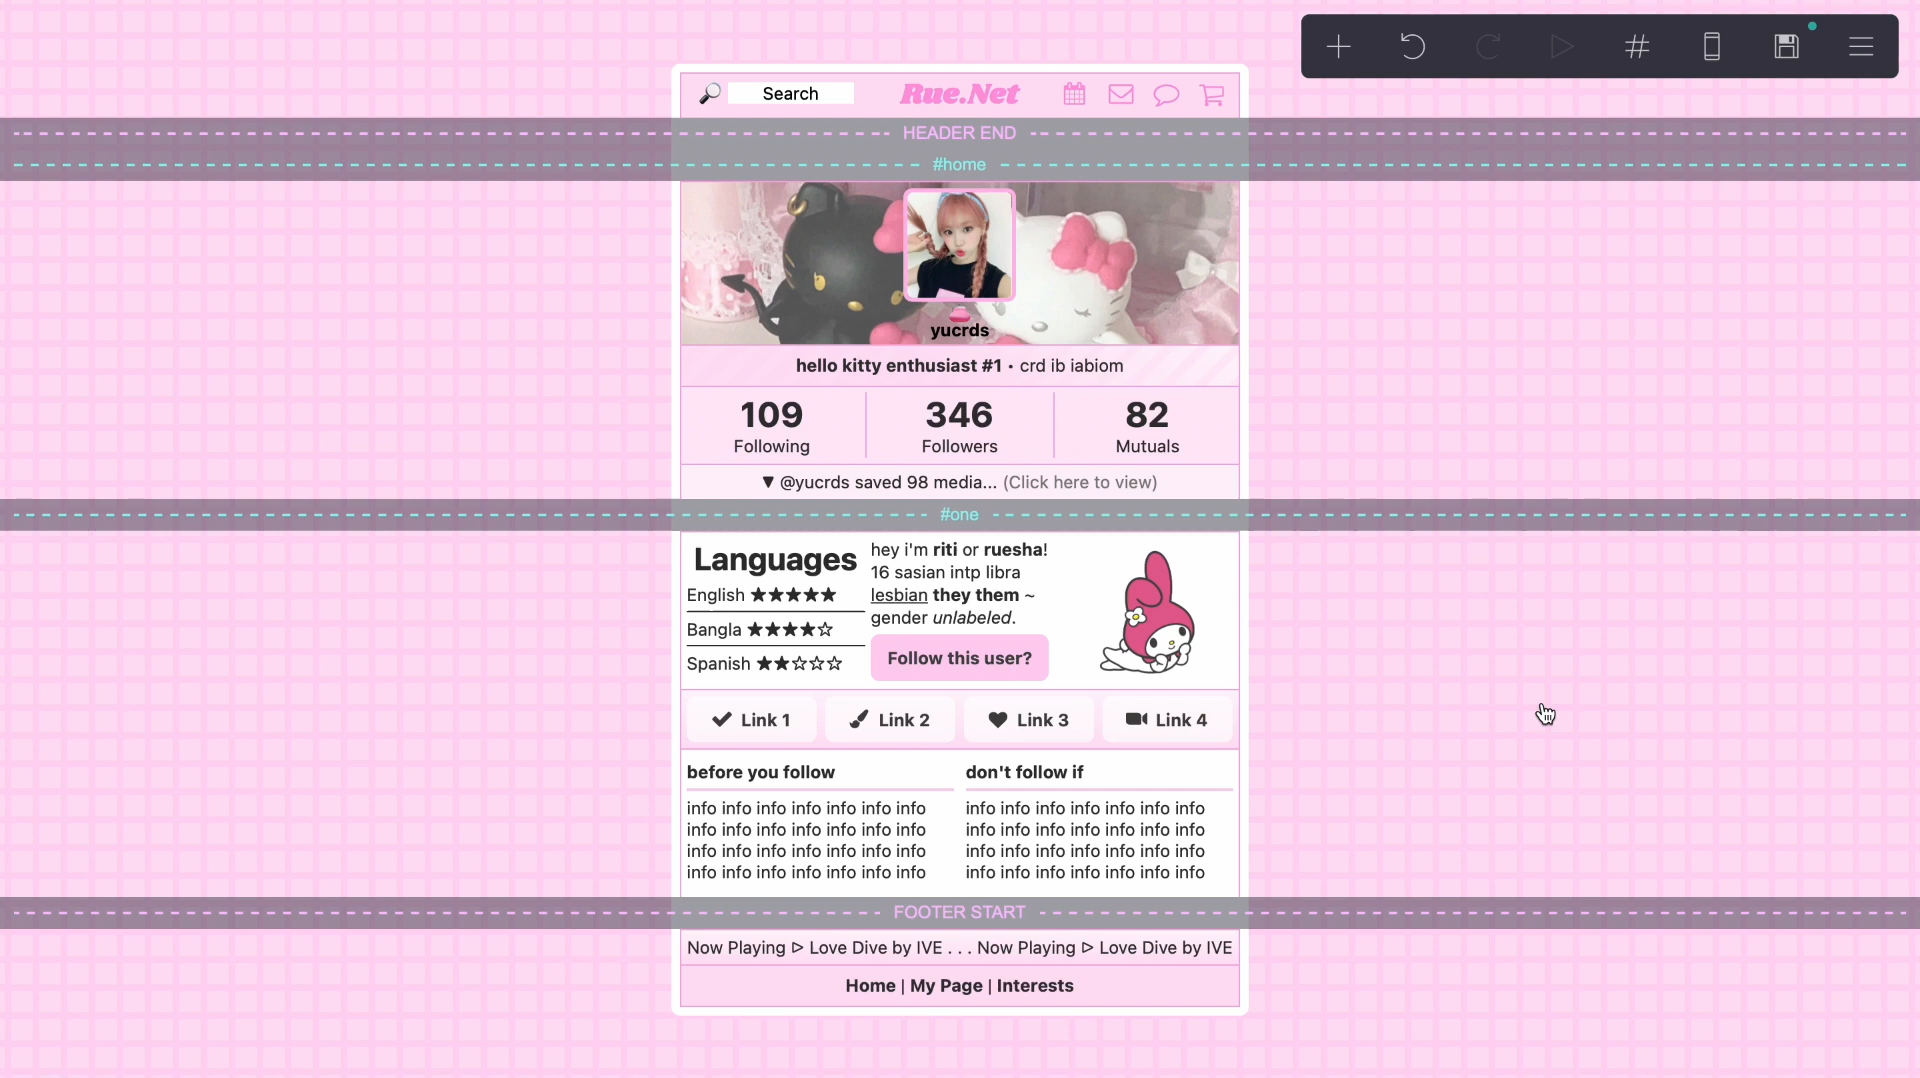 Search
Rue.Net
HEADER END
#home
yucrds
hello kitty enthusiast #1 • crd ib iabiom
109
Following
346
Followers
82
Mutuals
▼ @yucrds saved 98 media... (Click here to view)
#one
Languages
English ★★★★★
Bangla ★★★★☆
Spanish ★★☆☆☆
hey i'm riti or ruesha!
16 sasian intp libra
lesbian they them ~
gender unlabeled.
Follow this user?
Link 1
Link 2
Link 3
Link 4
before you follow
info info info info info info info
info info info info info info info
info info info info info info info
info info info info info info info
don't follow if
info info info info info info info
info info info info info info info
info info info info info info info
info info info info info info info
FOOTER START
Now Playing ᐅ Love Dive by IVE . . . Now Playing ᐅ Love Dive by IVE
Home | My Page | Interests